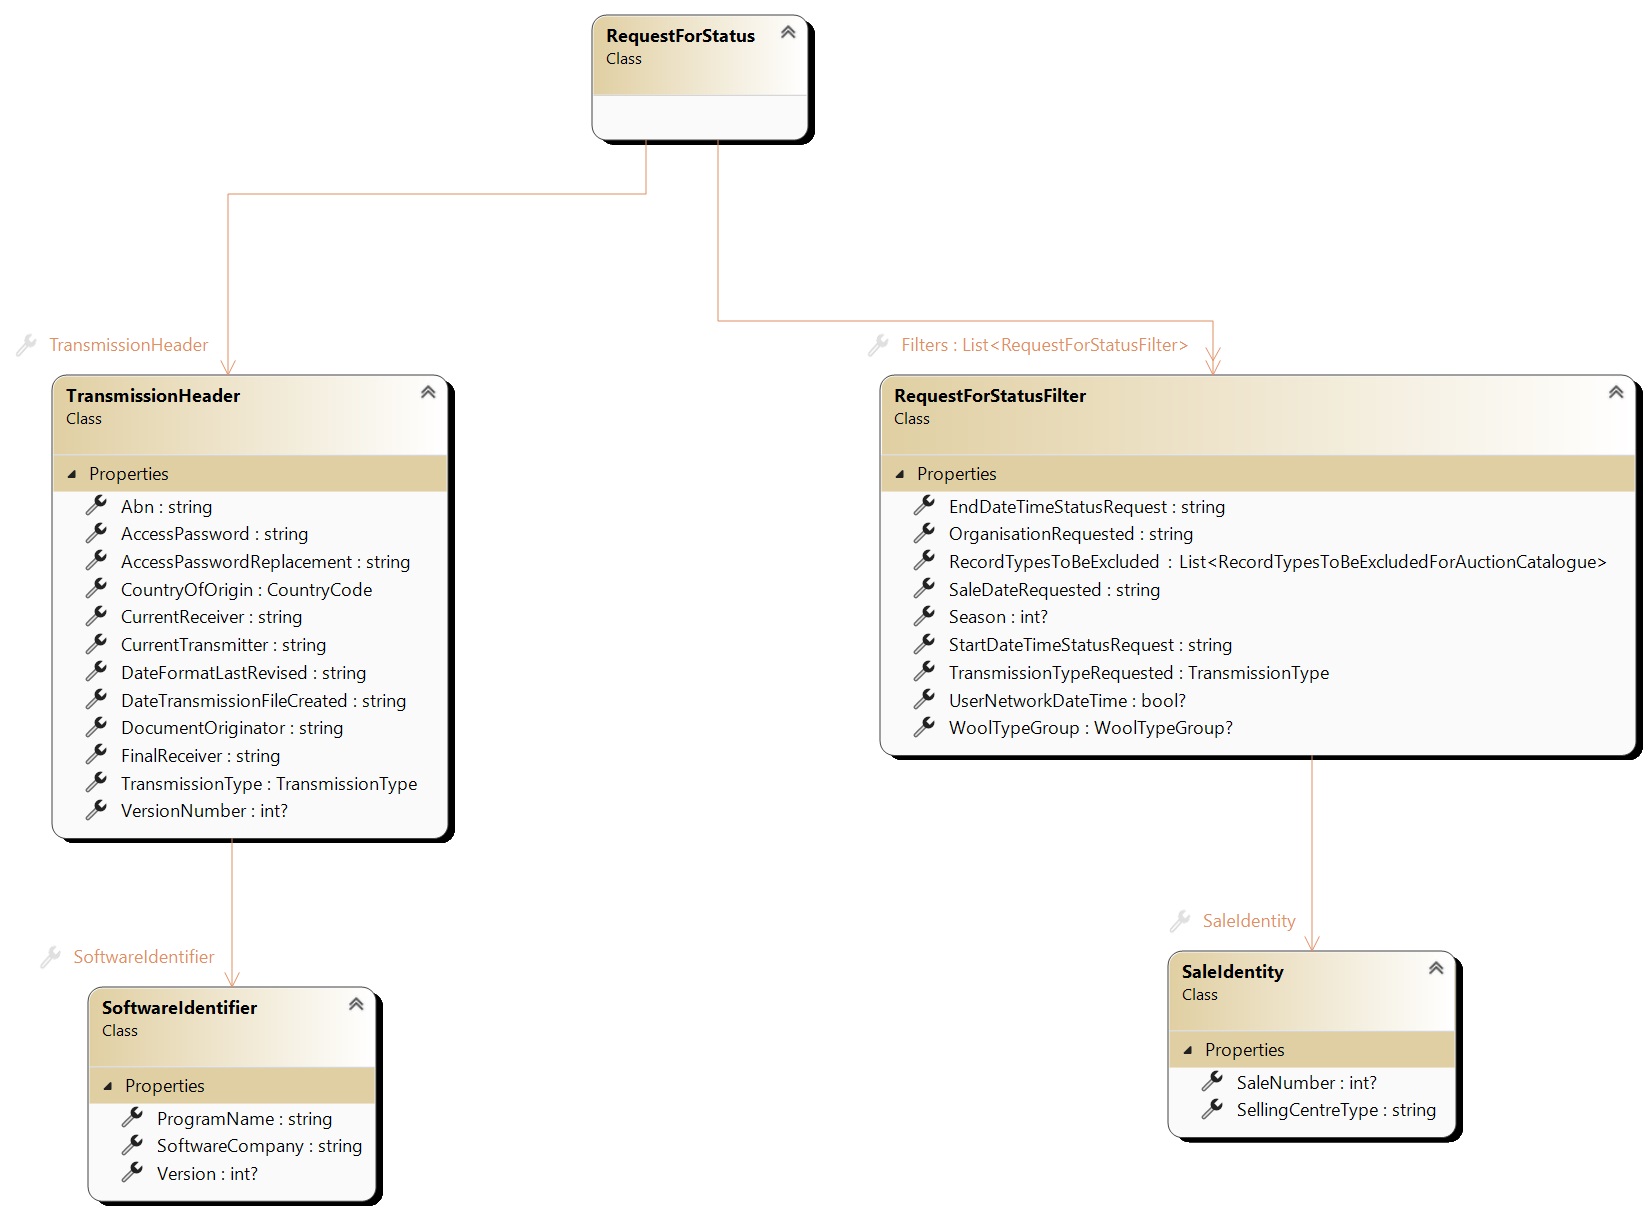 RequestForStatus
Class
TransmissionHeader
Filters : List<RequestForStatusFilter>
TransmissionHeader
Class
Properties
Abn : string
AccessPassword : string
AccessPasswordReplacement : string
CountryOfOrigin : CountryCode
CurrentReceiver : string
CurrentTransmitter : string
DateFormatLastRevised : string
DateTransmissionFileCreated : string
DocumentOriginator : string
FinalReceiver : string
TransmissionType : TransmissionType
VersionNumber : int?
RequestForStatusFilter
Class
Properties
EndDateTimeStatusRequest : string
OrganisationRequested : string
RecordTypesToBeExcluded : List<RecordTypesToBeExcludedForAuctionCatalogue>
SaleDateRequested : string
Season : int?
StartDateTimeStatusRequest : string
TransmissionTypeRequested : TransmissionType
UserNetworkDateTime : bool?
WoolTypeGroup : WoolTypeGroup?
SoftwareIdentifier
SoftwareIdentifier
Class
Properties
ProgramName : string
SoftwareCompany : string
Version : int?
SaleIdentity
SaleIdentity
Class
Properties
SaleNumber : int?
SellingCentreType : string